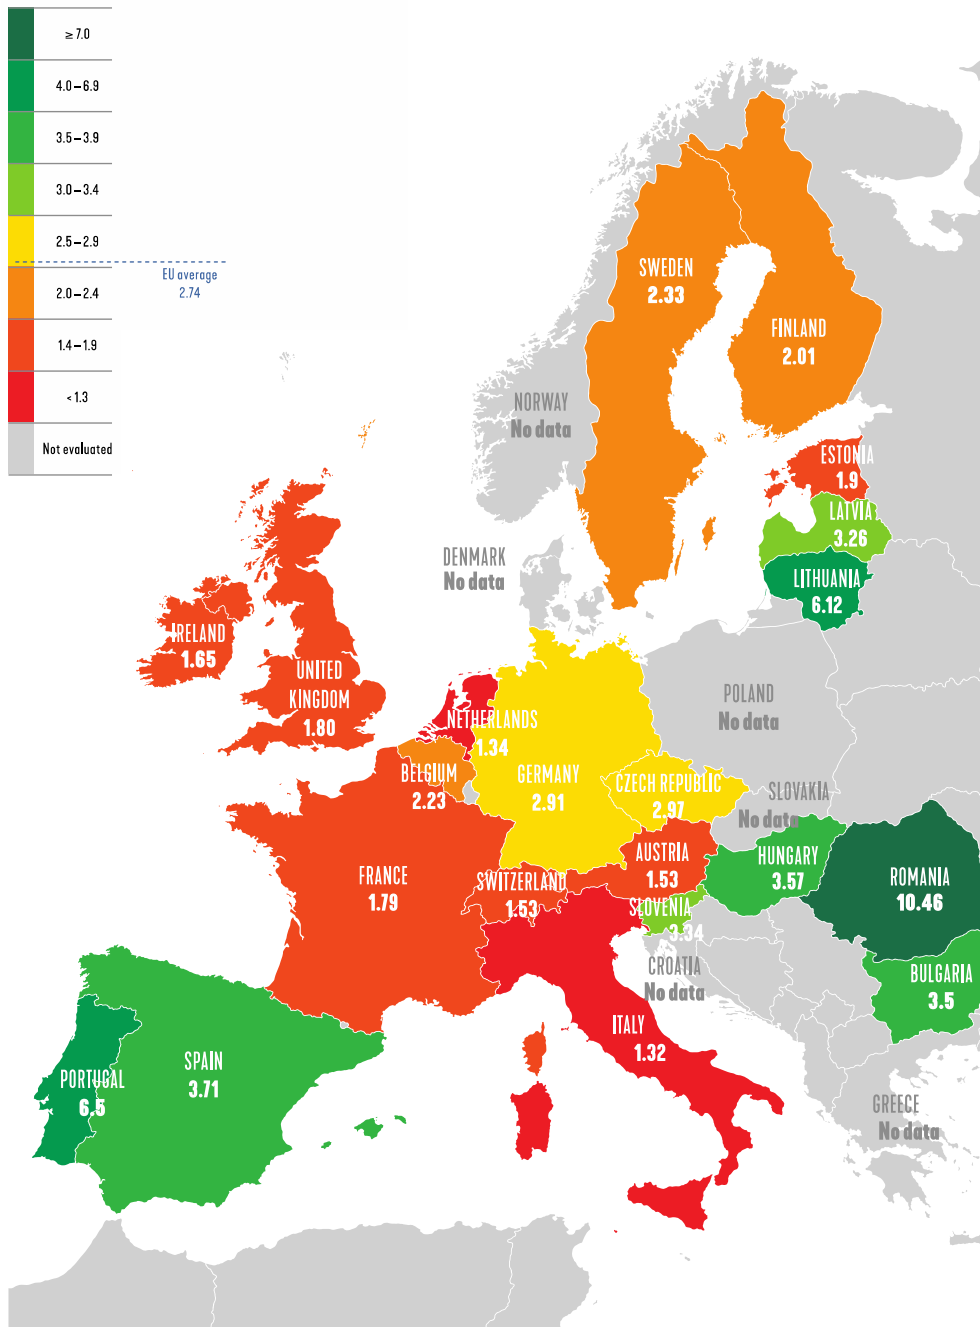 ≥ 7.0
4.0 – 6.9
3.5 – 3.9
3.0 – 3.4
2.5 – 2.9
EU average
2.74
2.0 – 2.4
1.4 – 1.9
< 1.3
Not evaluated
SWEDEN
2.33
FINLAND
2.01
NORWAY
No data
ESTONIA
1.9
LATVIA
3.26
DENMARK
No data
LITHUANIA
6.12
IRELAND
1.65
UNITED
KINGDOM
1.80
NETHERLANDS
1.34
POLAND
No data
BELGIUM
2.23
GERMANY
2.91
CZECH REPUBLIC
2.97
SLOVAKIA
No data
FRANCE
1.79
SWITZERLAND
1.53
AUSTRIA
1.53
HUNGARY
3.57
ROMANIA
10.46
SLOVENIA
3.34
CROATIA
No data
BULGARIA
3.5
ITALY
1.32
SPAIN
3.71
PORTUGAL
6.5
GREECE
No data